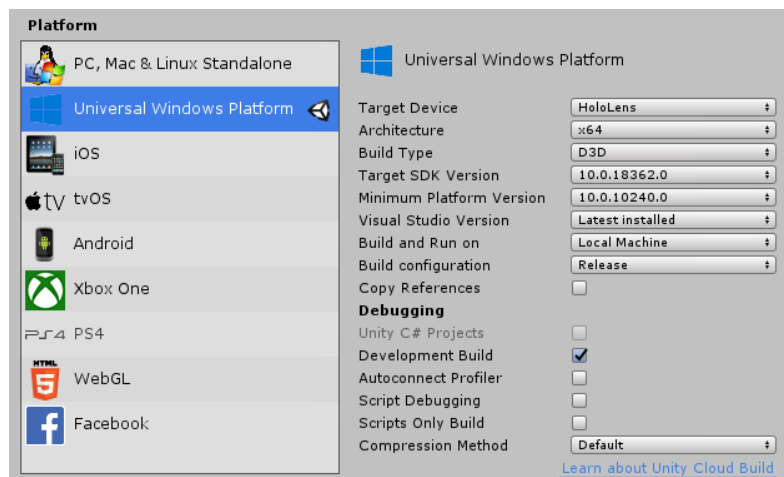 Platform
PC, Mac & Linux Standalone
Universal Windows Platform
iOS
tv tvOS
Android
Xbox One
PS4 PS4
HTML
5 WebGL
f Facebook
Universal Windows Platform
Target Device HoloLens
Architecture x64
Build Type D3D
Target SDK Version 10.0.18362.0
Minimum Platform Version 10.0.10240.0
Visual Studio Version Latest installed
Build and Run on Local Machine
Build configuration Release
Copy References
Debugging
Unity C# Projects
Development Build
Autoconnect Profiler
Script Debugging
Scripts Only Build
Compression Method Default
Learn about Unity Cloud Build